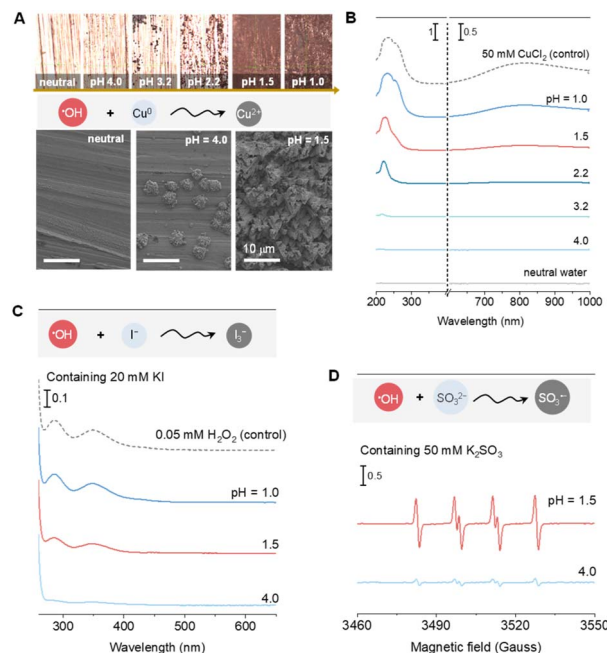 A
neutral pH 4.0 pH 3.2 pH 2.2 pH 1.5 pH 1.0
•OH + Cu⁰ Cu²⁺
neutral pH = 4.0 pH = 1.5
10 μm
B
1 0.5
50 mM CuCl₂ (control)
pH = 1.0
1.5
2.2
3.2
4.0
neutral water
200 300 600 800 1000
Wavelength (nm)
C
•OH + I⁻ I₃⁻
Containing 20 mM KI
0.1
0.05 mM H₂O₂ (control)
pH = 1.0
1.5
4.0
300 400 500 600
Wavelength (nm)
D
•OH + SO₃²⁻ SO₃•⁻
Containing 50 mM K₂SO₃
0.5
pH = 1.5
4.0
3460 3490 3520 3550
Magnetic field (Gauss)